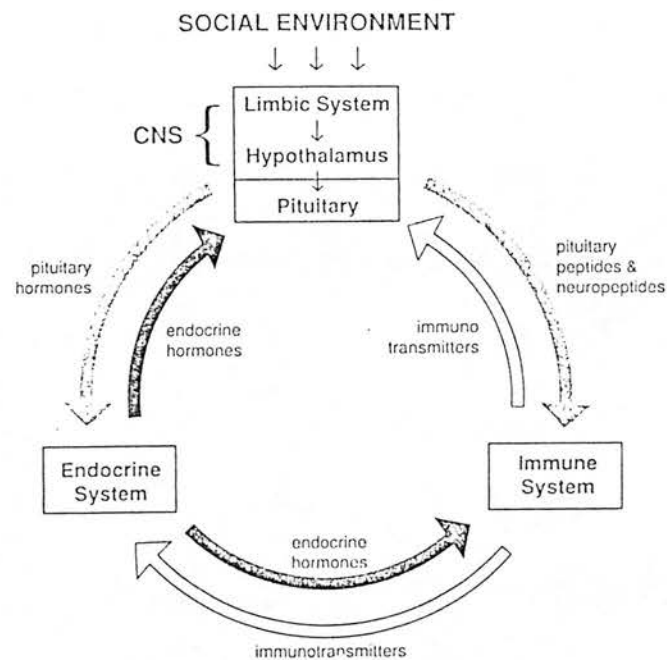 SOCIAL ENVIRONMENT
Limbic System
CNS
Hypothalamus
Pituitary
pituitary
hormones
pituitary
peptides &
neuropeptides
endocrine
hormones
immuno
transmitters
Endocrine
System
Immune
System
endocrine
hormones
immunotransmitters